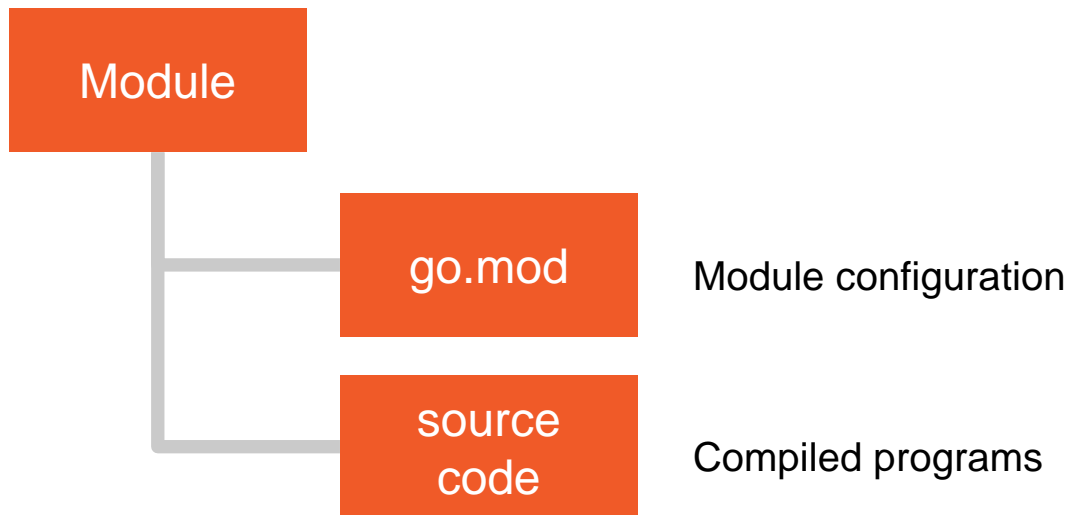 Module
go.mod
Module configuration
source
code
Compiled programs